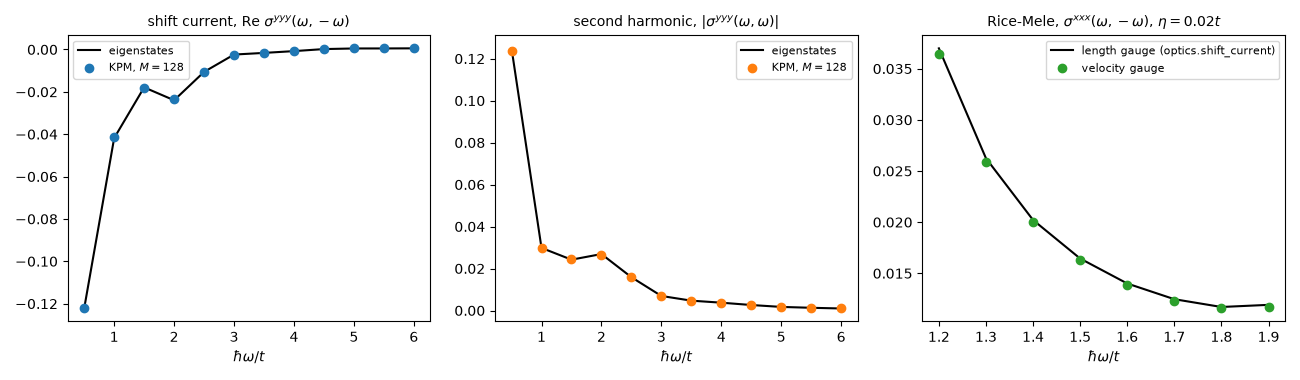 shift current, Re σʸʸʸ(ω, −ω)
eigenstates
KPM, M = 128
0.00
−0.02
−0.04
−0.06
−0.08
−0.10
−0.12
1 2 3 4 5 6
ħω/t
second harmonic, |σʸʸʸ(ω, ω)|
eigenstates
KPM, M = 128
0.12
0.10
0.08
0.06
0.04
0.02
0.00
1 2 3 4 5 6
ħω/t
Rice-Mele, σˣˣˣ(ω, −ω), η = 0.02t
length gauge (optics.shift_current)
velocity gauge
0.035
0.030
0.025
0.020
0.015
1.2 1.3 1.4 1.5 1.6 1.7 1.8 1.9
ħω/t